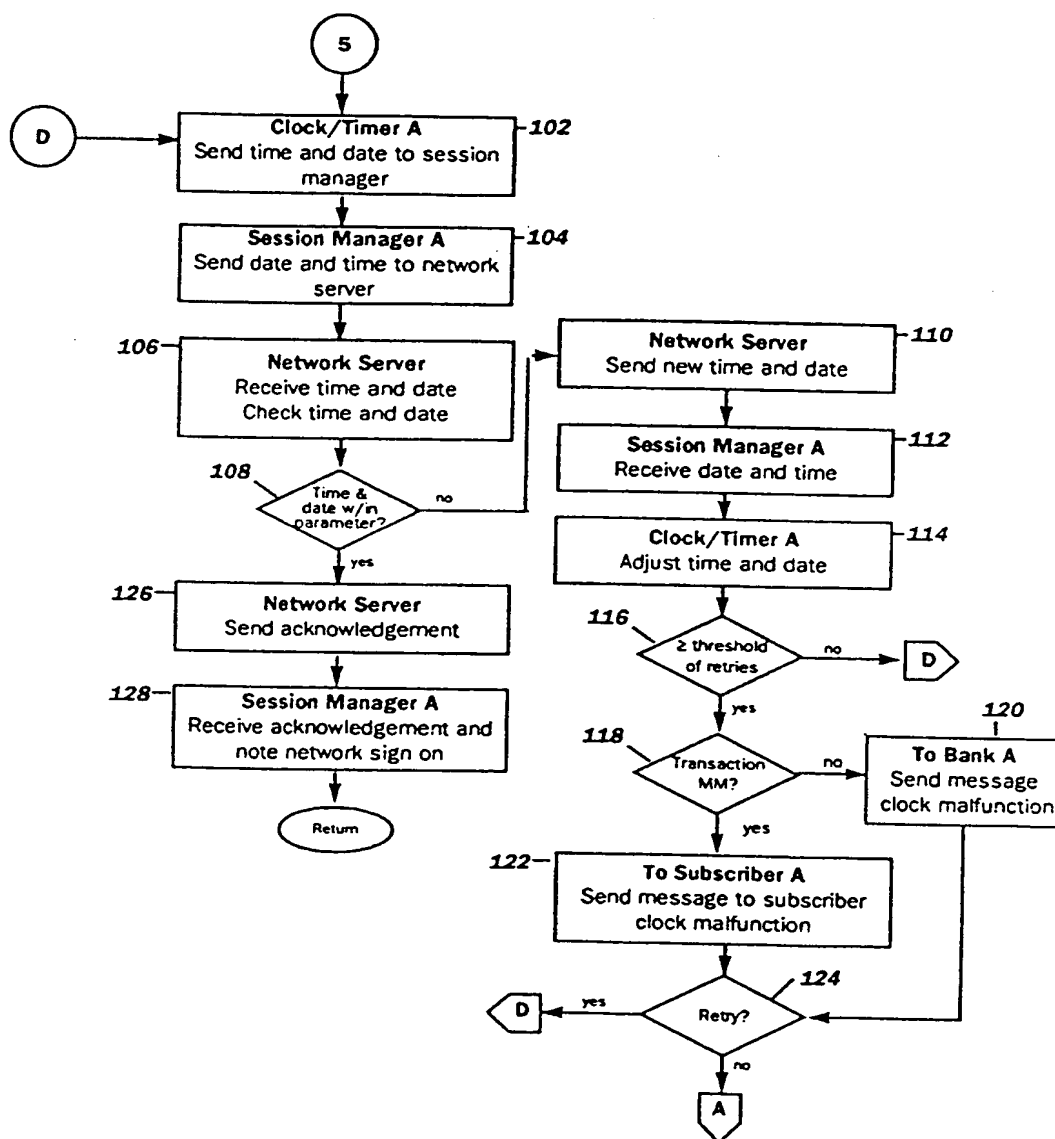 5
D
Clock/Timer A
Send time and date to session
manager
102
Session Manager A
Send date and time to network
server
104
106
Network Server
Receive time and date
Check time and date
108
Time &
date w/in
parameter?
no
yes
126
Network Server
Send acknowledgement
128
Session Manager A
Receive acknowledgement and
note network sign on
Return
Network Server
Send new time and date
110
Session Manager A
Receive date and time
112
Clock/Timer A
Adjust time and date
114
116
≥ threshold
of retries
no
D
yes
118
Transaction
MM?
no
120
To Bank A
Send message
clock malfunction
yes
122
To Subscriber A
Send message to subscriber
clock malfunction
124
Retry?
yes
D
no
A